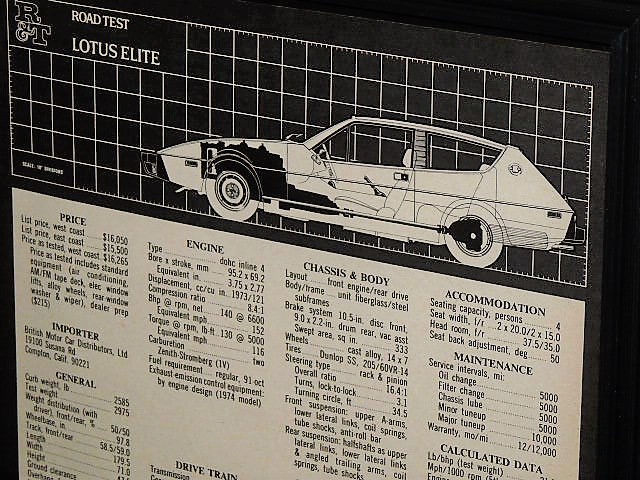 R&T
ROAD TEST
LOTUS ELITE
SCALE: 10" DIVISIONS
PRICE
List price, west coast ..... $16,050
List price, east coast ..... $15,500
Price as tested, west coast ... $16,265
Price as tested includes standard
equipment (air conditioning,
AM/FM tape deck, elec window
lifts, alloy wheels, rear-window
washer & wiper), dealer prep
($215)
IMPORTER
British Motor Car Distributors, Ltd
19100 Susana Rd
Compton, Calif. 90221
GENERAL
Curb weight, lb ..... 2585
Test weight ..... 2975
Weight distribution (with
driver), front/rear, % ..... 50/50
Wheelbase, in. ..... 97.8
Track, front/rear ..... 58.5/59.0
Length ..... 179.5
Width ..... 71.0
Height
Ground clearance
ENGINE
Type ..... dohc inline 4
Bore x stroke, mm ..... 95.2 x 69.2
Equivalent in. ..... 3.75 x 2.77
Displacement, cc/cu in. 1973/121
Compression ratio ..... 8.4:1
Bhp @ rpm, net ..... 140 @ 6600
Equivalent mph ..... 152
Torque @ rpm, lb-ft ..... 130 @ 5000
Equivalent mph ..... 116
Carburetion ..... two
Zenith-Stromberg (1V)
Fuel requirement ... regular, 91-oct
Exhaust-emission control equipment:
by engine design (1974 model)
DRIVE TRAIN
Transmission
CHASSIS & BODY
Layout ..... front engine/rear drive
Body/frame ..... unit fiberglass/steel
subframes
Brake system ..... 10.5-in. disc front,
9.0 x 2.2-in. drum rear, vac asst
Swept area, sq in. ..... 333
Wheels ..... cast alloy, 14 x 7
Tires ..... Dunlop SS, 205/60VR-14
Steering type ..... rack & pinion
Overall ratio ..... 16.4:1
Turns, lock-to-lock ..... 3.1
Turning circle, ft ..... 34.5
Front suspension: upper A-arms,
lower lateral links, coil springs,
tube shocks, anti-roll bar
Rear suspension: halfshafts as upper
lateral links, lower lateral links
& angled trailing arms, coil
springs, tube shocks
ACCOMMODATION
Seating capacity, persons ..... 4
Seat width, f/r ... 2 x 20.0/2 x 15.0
Head room, f/r ..... 37.5/35.0
Seat back adjustment, deg ..... 50
MAINTENANCE
Service intervals, mi:
Oil change ..... 5000
Filter change ..... 5000
Chassis lube ..... 5000
Minor tuneup ..... 5000
Major tuneup ..... 10,000
Warranty, mo/mi ..... 12/12,000
CALCULATED DATA
Lb/bhp (test weight)
Mph/1000 rpm